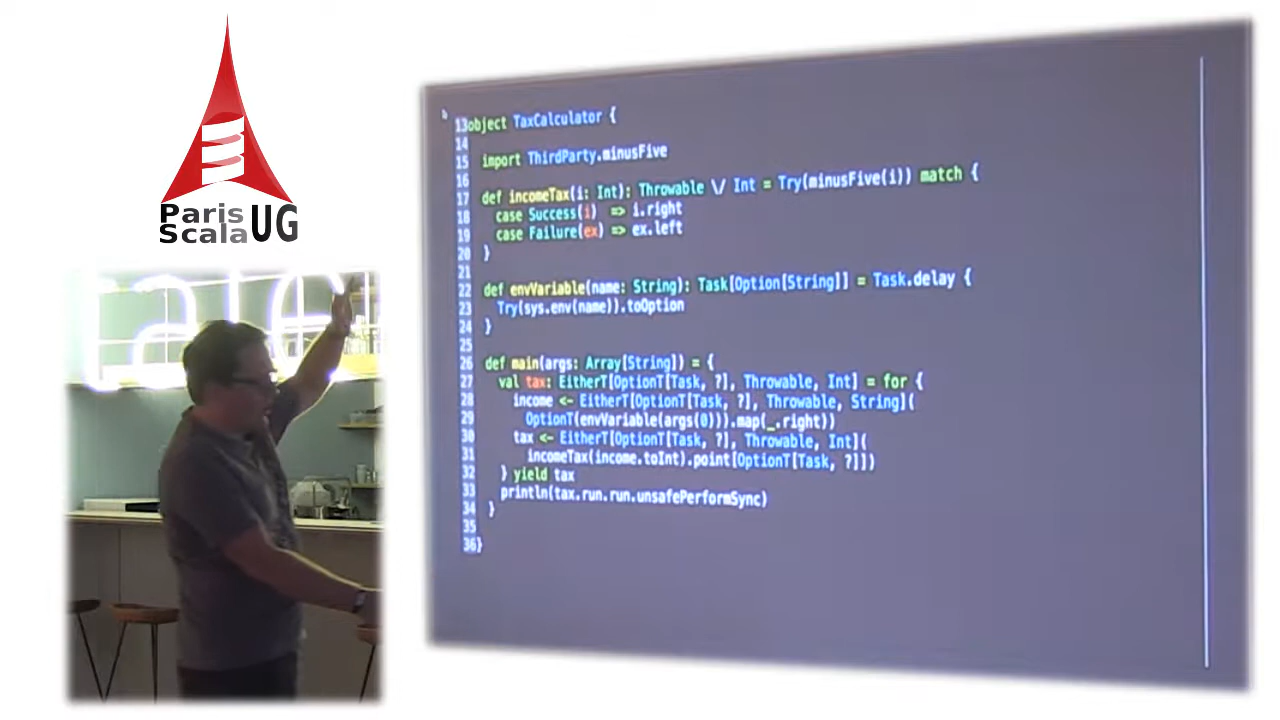 Paris
Scala UG
13object TaxCalculator {
14
15 import ThirdParty.minusFive
16
17 def incomeTax(i: Int): Throwable \/ Int = Try(minusFive(i)) match {
18 case Success(i) => i.right
19 case Failure(ex) => ex.left
20 }
21
22 def envVariable(name: String): Task[Option[String]] = Task.delay {
23 Try(sys.env(name)).toOption
24 }
25
26 def main(args: Array[String]) = {
27 val tax: EitherT[OptionT[Task, ?], Throwable, Int] = for {
28 income <- EitherT[OptionT[Task, ?], Throwable, String](
29 OptionT(envVariable(args(0))).map(_.right))
30 tax <- EitherT[OptionT[Task, ?], Throwable, Int](
31 incomeTax(income.toInt).point[OptionT[Task, ?]])
32 } yield tax
33 println(tax.run.run.unsafePerformSync)
34 }
35
36}